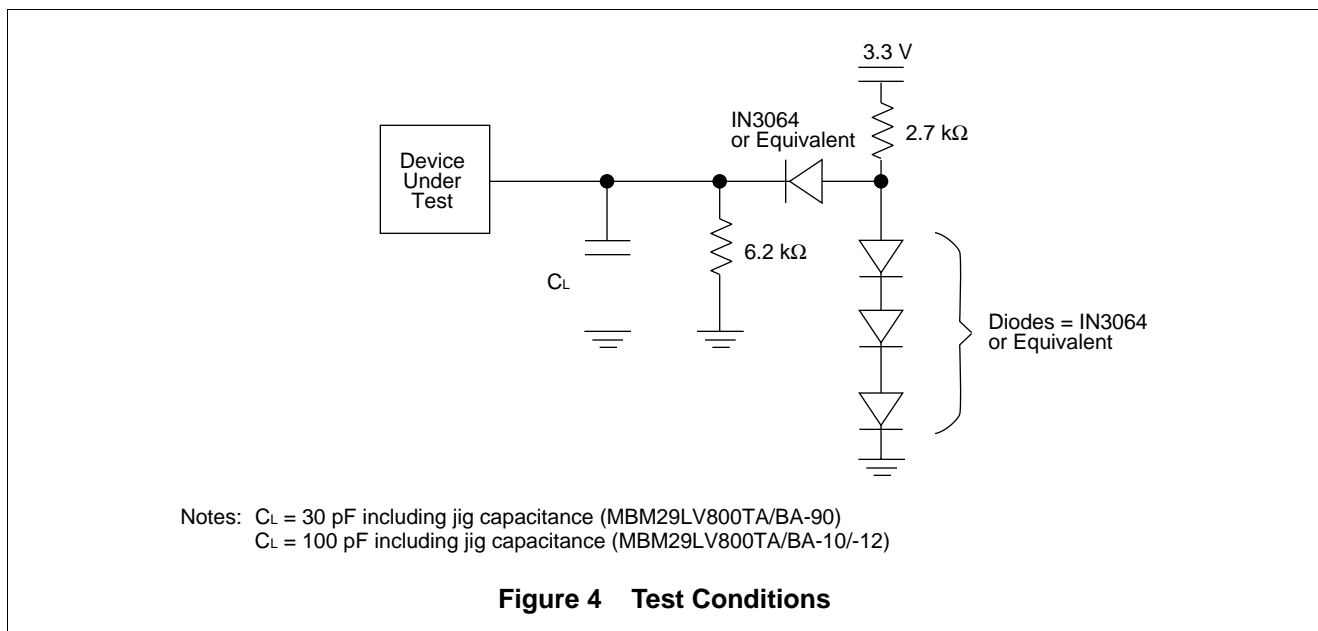 3.3 V
IN3064
or Equivalent
2.7 kΩ
Device
Under
Test
6.2 kΩ
CL
Diodes = IN3064
or Equivalent
Notes: CL = 30 pF including jig capacitance (MBM29LV800TA/BA-90)
CL = 100 pF including jig capacitance (MBM29LV800TA/BA-10/-12)
Figure 4 Test Conditions